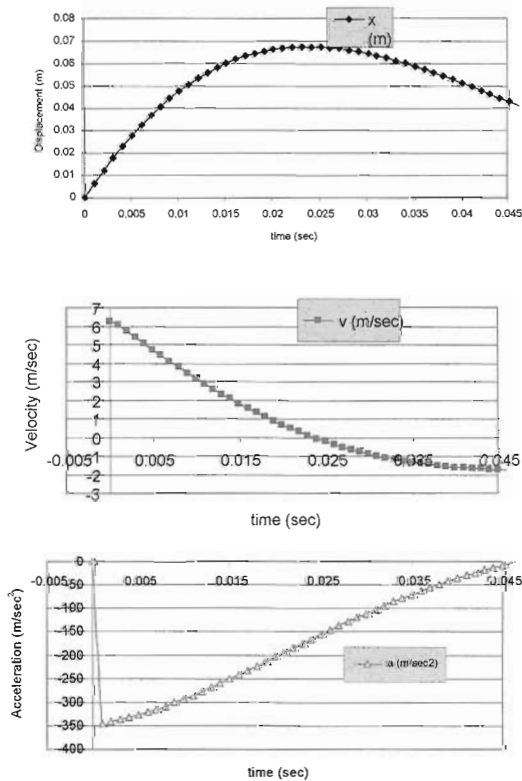 0.08
0.07
0.06
0.05
0.04
0.03
0.02
0.01
0
Displacement (m)
x
(m)
0 0.005 0.01 0.015 0.02 0.025 0.03 0.035 0.04 0.045
time (sec)
7
6
5
4
3
2
1
0
-1
-2
-3
Velocity (m/sec)
v (m/sec)
-0.005 0.005 0.015 0.025 0.035 0.045
time (sec)
0
-50
-100
-150
-200
-250
-300
-350
-400
Acceleration (m/sec²)
-0.005 0.005 0.015 0.025 0.035 0.045
a (m/sec2)
time (sec)